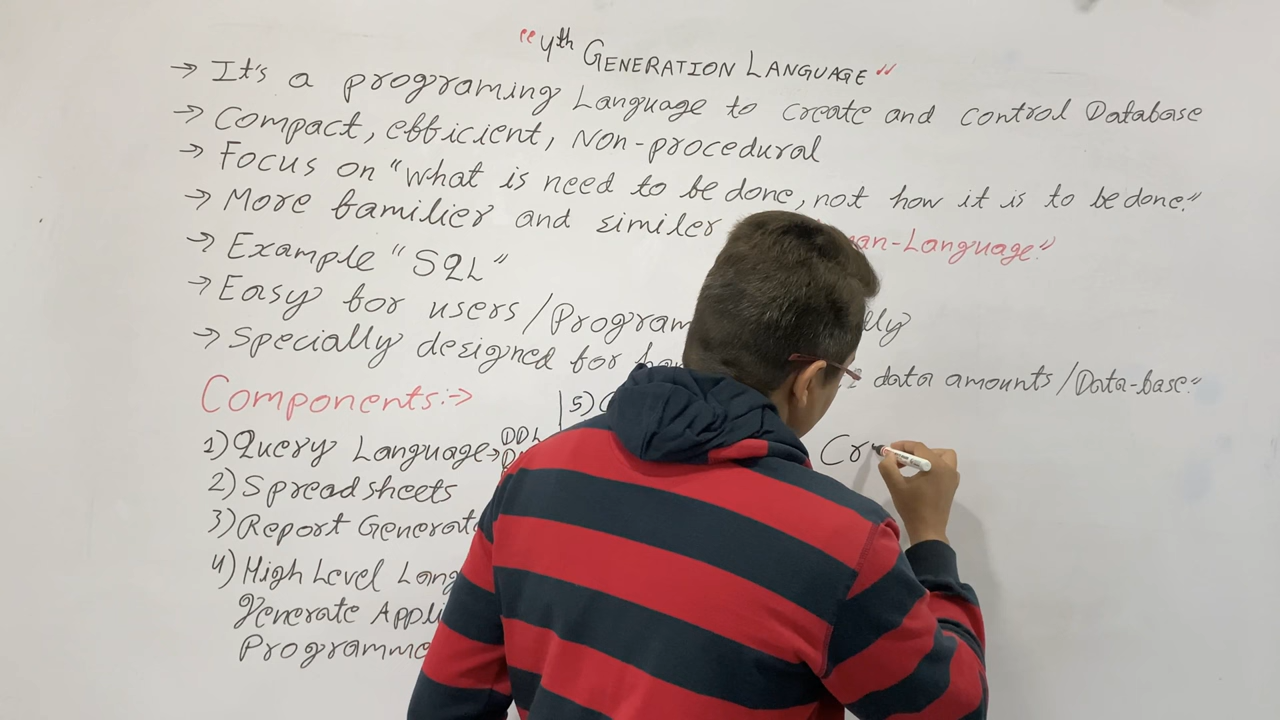 "4th GENERATION LANGUAGE"
→ It's a programing Language to create and control Database
→ Compact, efficient, Non-procedural
→ Focus on "what is need to be done, not how it is to be done."
→ More familier and similer an-Language."
→ Example "SQL"
→ Easy for users/Program lly
→ Specially designed for data amounts/Data-base."
Components:→
1) Query Language→ DDL
2) Spreadsheets
3) Report Generat
4) High Level Lang
Generate Appli
Programme
5)
Cr